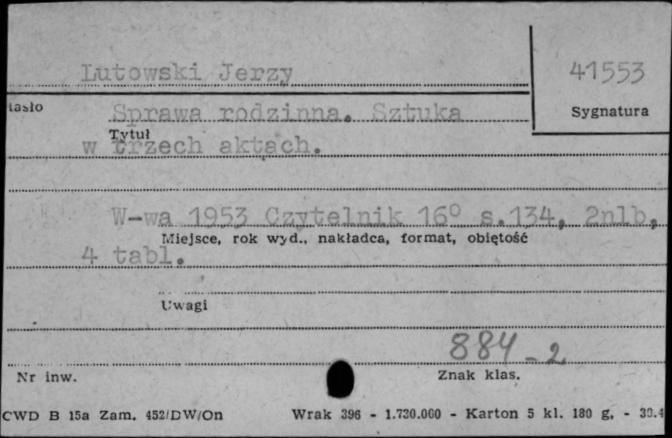 Lutowski Jerzy
41553
Hasło
Sprawa rodzinna. Sztuka
Sygnatura
Tytuł
w trzech aktach.
W-wa 1953 Czytelnik 16° s.134, 2nlb,
Miejsce, rok wyd., nakładca, format, objętość
4 tabl.
Uwagi
884-2
Nr inw.
Znak klas.
CWD B 15a Zam. 452/DW/On
Wrak 396 - 1.730.000 - Karton 5 kl. 180 g. -